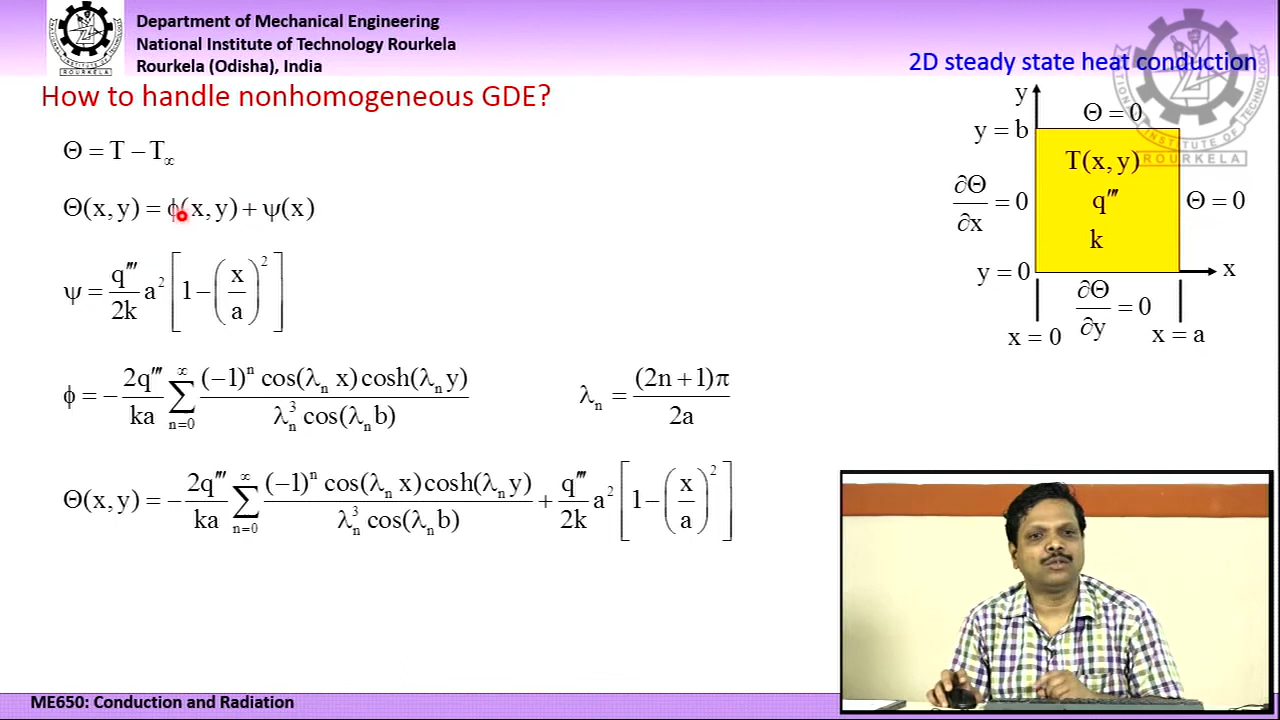 Department of Mechanical Engineering
National Institute of Technology Rourkela
Rourkela (Odisha), India
2D steady state heat conduction
How to handle nonhomogeneous GDE?
Θ = T − T∞
Θ(x, y) = ϕ(x, y) + ψ(x)
ψ = q‴/2k a² [1 − (x/a)²]
ϕ = − 2q‴/ka ∑_{n=0}^{∞} (−1)ⁿ cos(λₙ x)cosh(λₙ y) / λₙ³ cos(λₙ b)
λₙ = (2n + 1)π / 2a
Θ(x, y) = − 2q‴/ka ∑_{n=0}^{∞} (−1)ⁿ cos(λₙ x)cosh(λₙ y) / λₙ³ cos(λₙ b) + q‴/2k a² [1 − (x/a)²]
y
Θ = 0
y = b
T(x, y)
∂Θ/∂x = 0
q‴
Θ = 0
k
y = 0
x
∂Θ/∂y = 0
x = 0
x = a
ROURKELA
ROURKELA
ME650: Conduction and Radiation